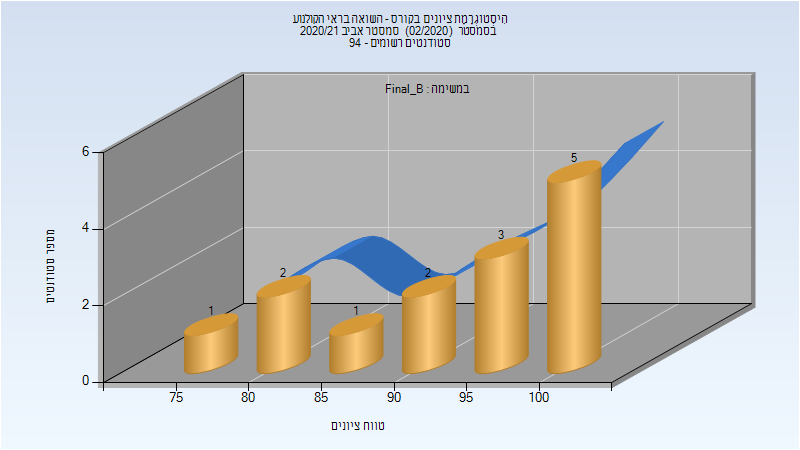 היסטוגרמת ציונים בקורס - השואה בראי הקולנוע
בסמסטר (02/2020) סמסטר אביב 2020/21
סטודנטים רשומים - 94
במשימה : Final_B
6
4
2
0
1
2
1
2
3
5
75 80 85 90 95 100
מספר סטודנטים
טווח ציונים